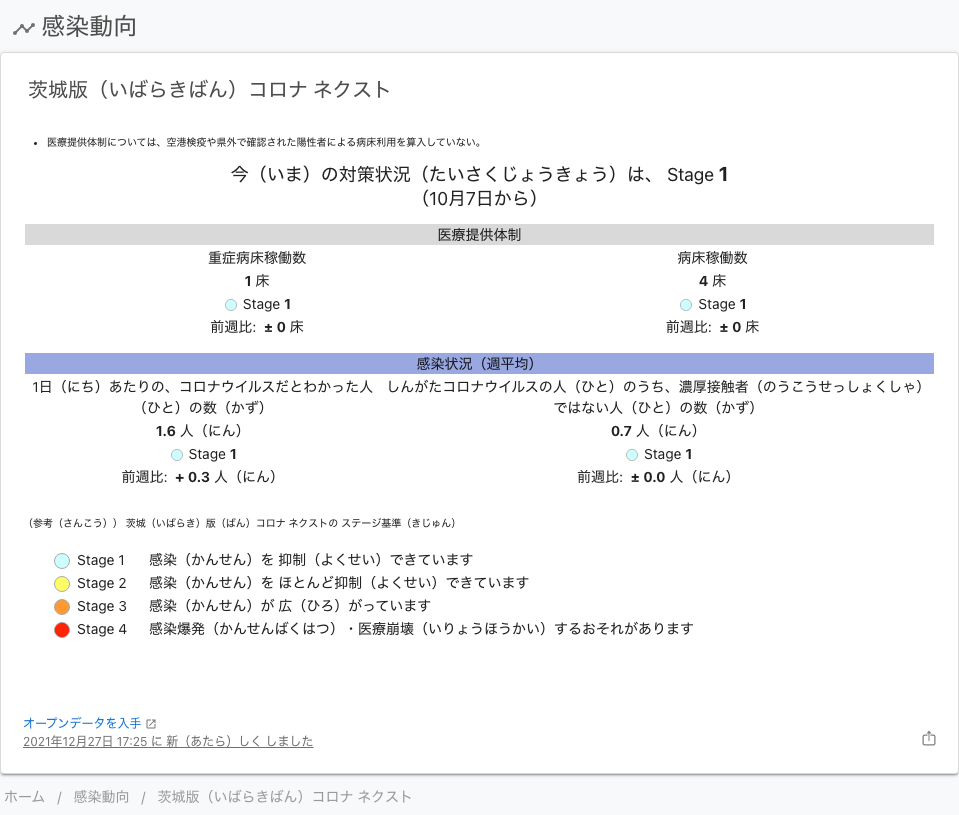 感染動向
茨城版（いばらきばん）コロナ ネクスト
• 医療提供体制については、空港検疫や県外で確認された陽性者による病床利用を算入していない。
今（いま）の対策状況（たいさくじょうきょう）は、 Stage 1
（10月7日から）
医療提供体制
重症病床稼働数
1 床
Stage 1
前週比: ± 0 床
病床稼働数
4 床
Stage 1
前週比: ± 0 床
感染状況（週平均）
1日（にち）あたりの、コロナウイルスだとわかった人
（ひと）の数（かず）
1.6 人（にん）
Stage 1
前週比: + 0.3 人（にん）
しんがたコロナウイルスの人（ひと）のうち、濃厚接触者（のうこうせっしょくしゃ）
ではない人（ひと）の数（かず）
0.7 人（にん）
Stage 1
前週比: ± 0.0 人（にん）
（参考（さんこう）） 茨城（いばらき）版（ばん）コロナ ネクストの ステージ基準（きじゅん）
Stage 1 感染（かんせん）を 抑制（よくせい）できています
Stage 2 感染（かんせん）を ほとんど抑制（よくせい）できています
Stage 3 感染（かんせん）が 広（ひろ）がっています
Stage 4 感染爆発（かんせんばくはつ）・医療崩壊（いりょうほうかい）するおそれがあります
オープンデータを入手
2021年12月27日 17:25 に 新（あたら）しく しました
ホーム / 感染動向 / 茨城版（いばらきばん）コロナ ネクスト